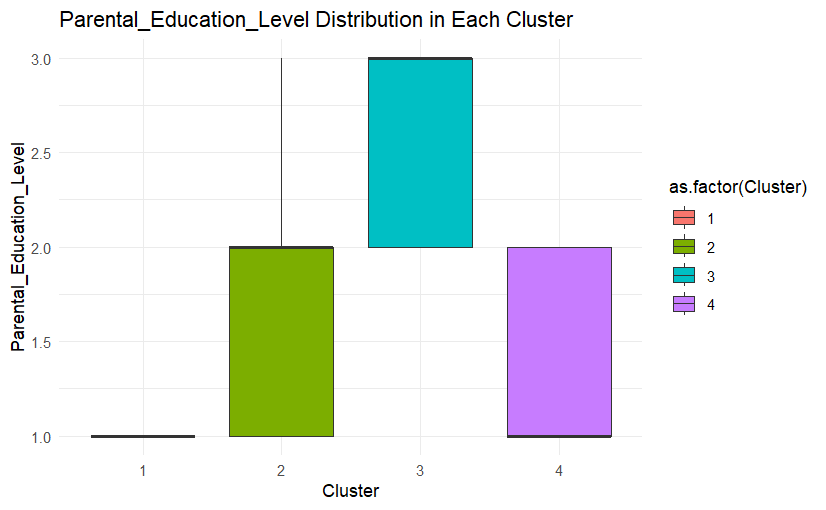 Parental_Education_Level Distribution in Each Cluster
Parental_Education_Level
3.0
2.5
2.0
1.5
1.0
1 2 3 4
Cluster
as.factor(Cluster)
1
2
3
4